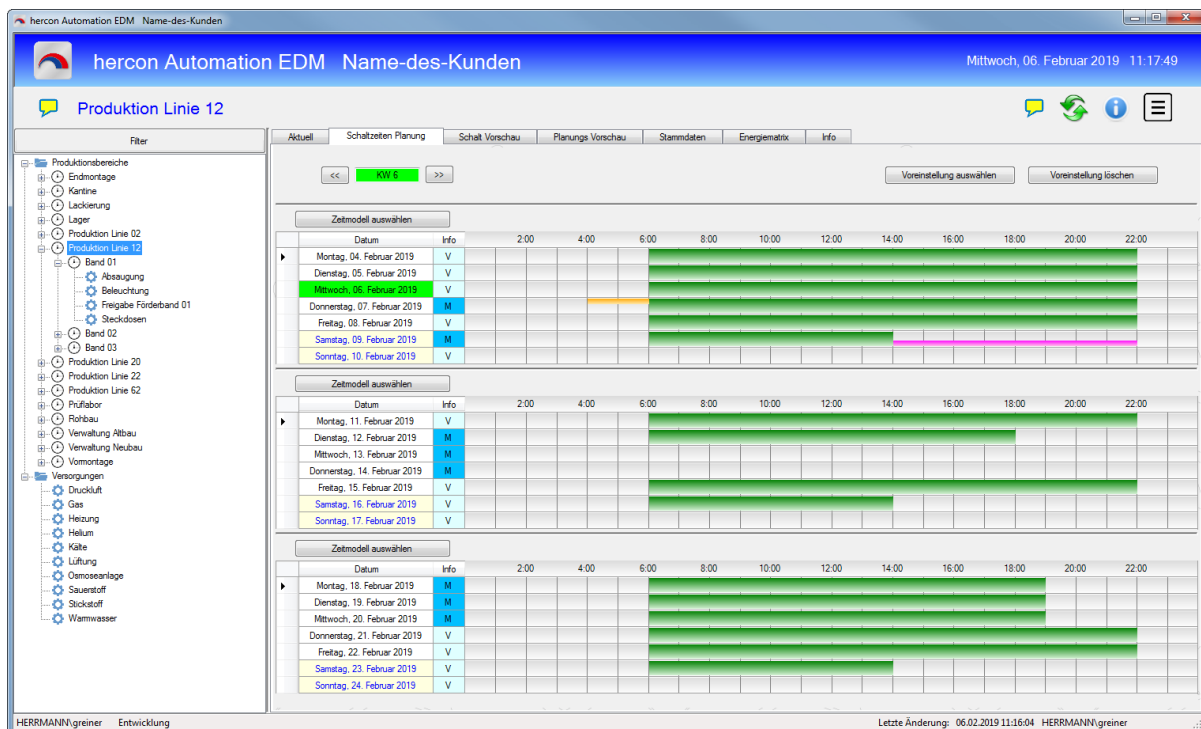 hercon Automation EDM Name-des-Kunden
hercon Automation EDM Name-des-Kunden
Mittwoch, 06. Februar 2019 11:17:49
Produktion Linie 12
Filter
Produktionsbereiche
Endmontage
Kantine
Lackierung
Lager
Produktion Linie 02
Produktion Linie 12
Band 01
Absaugung
Beleuchtung
Freigabe Förderband 01
Steckdosen
Band 02
Band 03
Produktion Linie 20
Produktion Linie 22
Produktion Linie 62
Prüflabor
Rohbau
Verwaltung Altbau
Verwaltung Neubau
Vormontage
Versorgungen
Druckluft
Gas
Heizung
Helium
Kälte
Lüftung
Osmoseanlage
Sauerstoff
Stickstoff
Warmwasser
Aktuell Schaltzeiten Planung Schalt Vorschau Planungs Vorschau Stammdaten Energiematrix Info
<< KW 6 >> Voreinstellung auswählen Voreinstellung löschen
Zeitmodell auswählen
Datum Info 2:00 4:00 6:00 8:00 10:00 12:00 14:00 16:00 18:00 20:00 22:00
Montag, 04. Februar 2019 V
Dienstag, 05. Februar 2019 V
Mittwoch, 06. Februar 2019 V
Donnerstag, 07. Februar 2019 M
Freitag, 08. Februar 2019 V
Samstag, 09. Februar 2019 M
Sonntag, 10. Februar 2019 V
Zeitmodell auswählen
Datum Info 2:00 4:00 6:00 8:00 10:00 12:00 14:00 16:00 18:00 20:00 22:00
Montag, 11. Februar 2019 V
Dienstag, 12. Februar 2019 M
Mittwoch, 13. Februar 2019 M
Donnerstag, 14. Februar 2019 M
Freitag, 15. Februar 2019 V
Samstag, 16. Februar 2019 V
Sonntag, 17. Februar 2019 V
Zeitmodell auswählen
Datum Info 2:00 4:00 6:00 8:00 10:00 12:00 14:00 16:00 18:00 20:00 22:00
Montag, 18. Februar 2019 M
Dienstag, 19. Februar 2019 M
Mittwoch, 20. Februar 2019 M
Donnerstag, 21. Februar 2019 V
Freitag, 22. Februar 2019 V
Samstag, 23. Februar 2019 V
Sonntag, 24. Februar 2019 V
HERRMANN\greiner Entwicklung
Letzte Änderung: 06.02.2019 11:16:04 HERRMANN\greiner